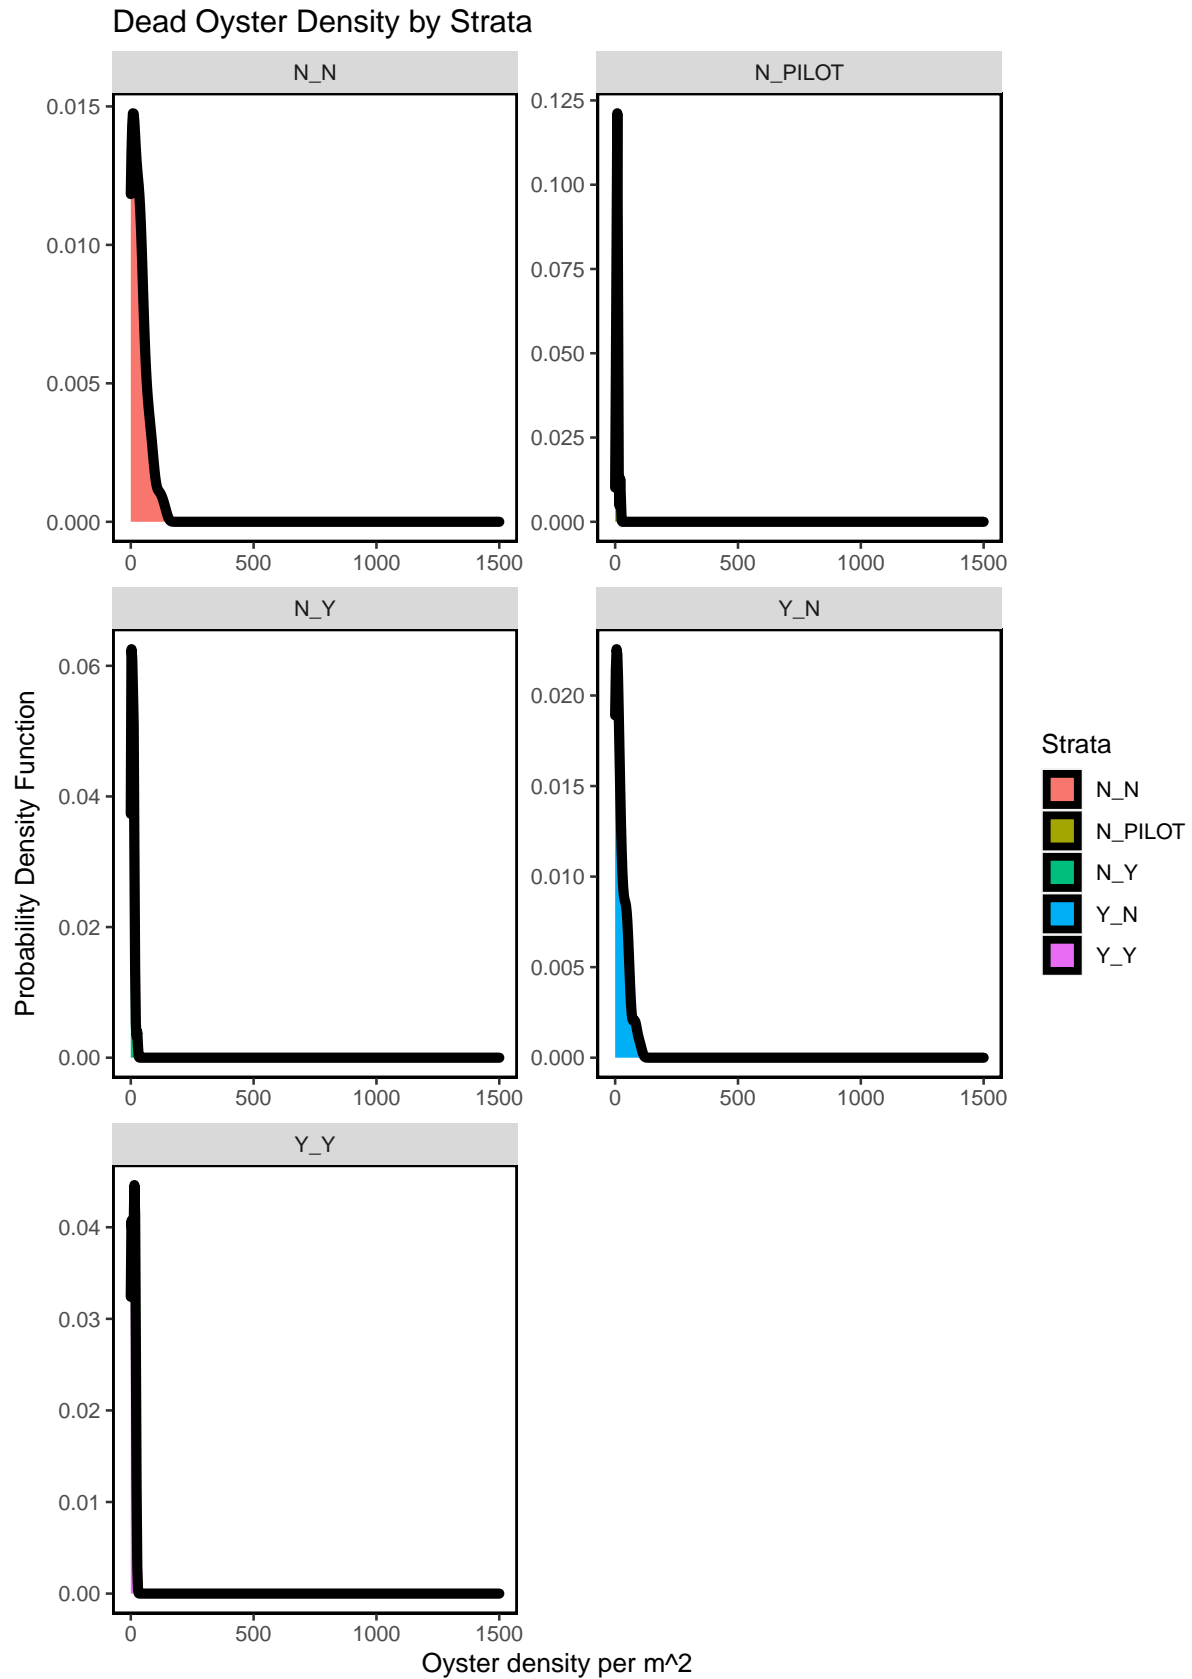 Dead Oyster Density by Strata
N_N
N_PILOT
0.015
0.010
0.005
0.000
0 500 1000 1500
0.125
0.100
0.075
0.050
0.025
0.000
0 500 1000 1500
N_Y
Y_N
0.06
0.04
0.02
0.00
0 500 1000 1500
0.020
0.015
0.010
0.005
0.000
0 500 1000 1500
Y_Y
0.04
0.03
0.02
0.01
0.00
0 500 1000 1500
Probability Density Function
Oyster density per m^2
Strata
N_N
N_PILOT
N_Y
Y_N
Y_Y